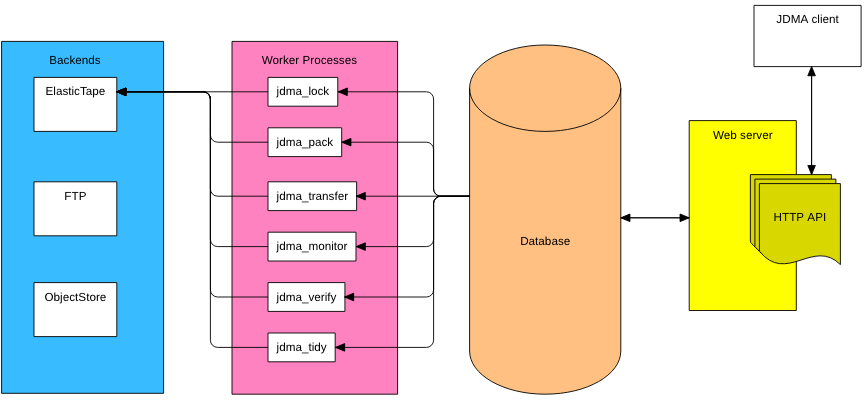 JDMA client
Backends
Worker Processes
ElasticTape
jdma_lock
jdma_pack
Web server
FTP
jdma_transfer
HTTP API
jdma_monitor
Database
ObjectStore
jdma_verify
jdma_tidy